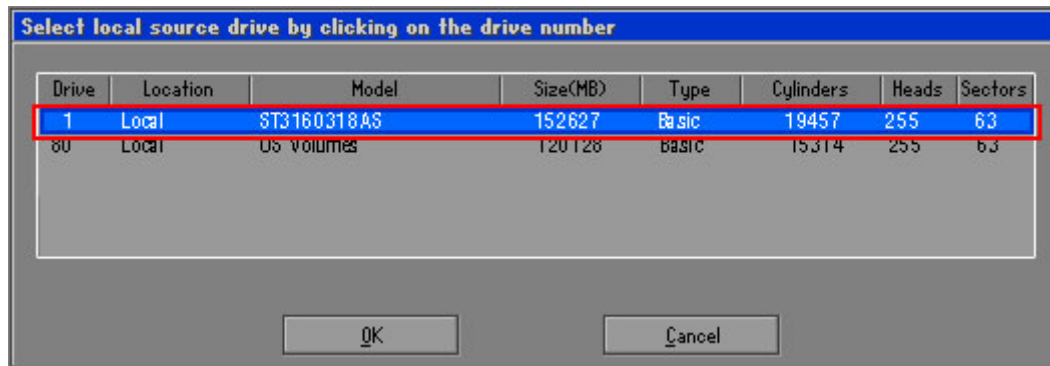 Select local source drive by clicking on the drive number
Drive Location Model Size(MB) Type Cylinders Heads Sectors
1 Local ST3160318AS 152627 Basic 19457 255 63
80 Local OS Volumes 120128 Basic 15314 255 63
OK Cancel